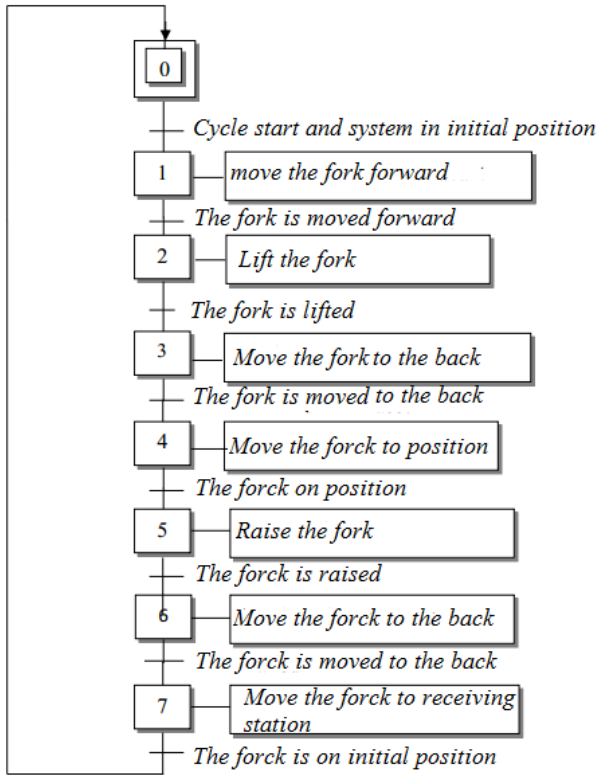 0
Cycle start and system in initial position
1
move the fork forward
The fork is moved forward
2
Lift the fork
The fork is lifted
3
Move the fork to the back
The fork is moved to the back
4
Move the forck to position
The forck on position
5
Raise the fork
The forck is raised
6
Move the forck to the back
The forck is moved to the back
7
Move the forck to receiving
station
The forck is on initial position